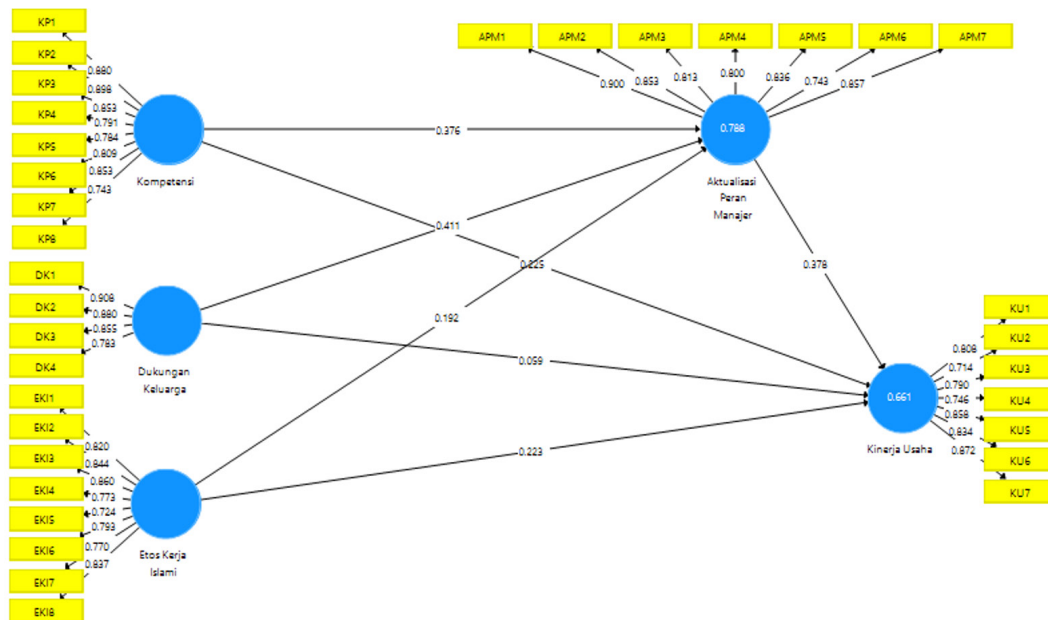 KP1
KP2
KP3
KP4
KP5
KP6
KP7
KP8
0.880
0.898
0.853
0.791
0.784
0.809
0.853
0.743
Kompetensi
DK1
DK2
DK3
DK4
0.908
0.880
0.855
0.783
Dukungan
Keluarga
EKI1
EKI2
EKI3
EKI4
EKI5
EKI6
EKI7
EKI8
0.820
0.844
0.860
0.773
0.724
0.793
0.770
0.837
Etos Kerja
Islami
APM1
APM2
APM3
APM4
APM5
APM6
APM7
0.900
0.853
0.813
0.800
0.836
0.743
0.857
0.788
Aktualisasi
Peran
Manajer
0.376
0.411
0.225
0.192
0.059
0.223
0.378
0.661
Kinerja Usaha
KU1
KU2
KU3
KU4
KU5
KU6
KU7
0.808
0.714
0.790
0.746
0.858
0.834
0.872